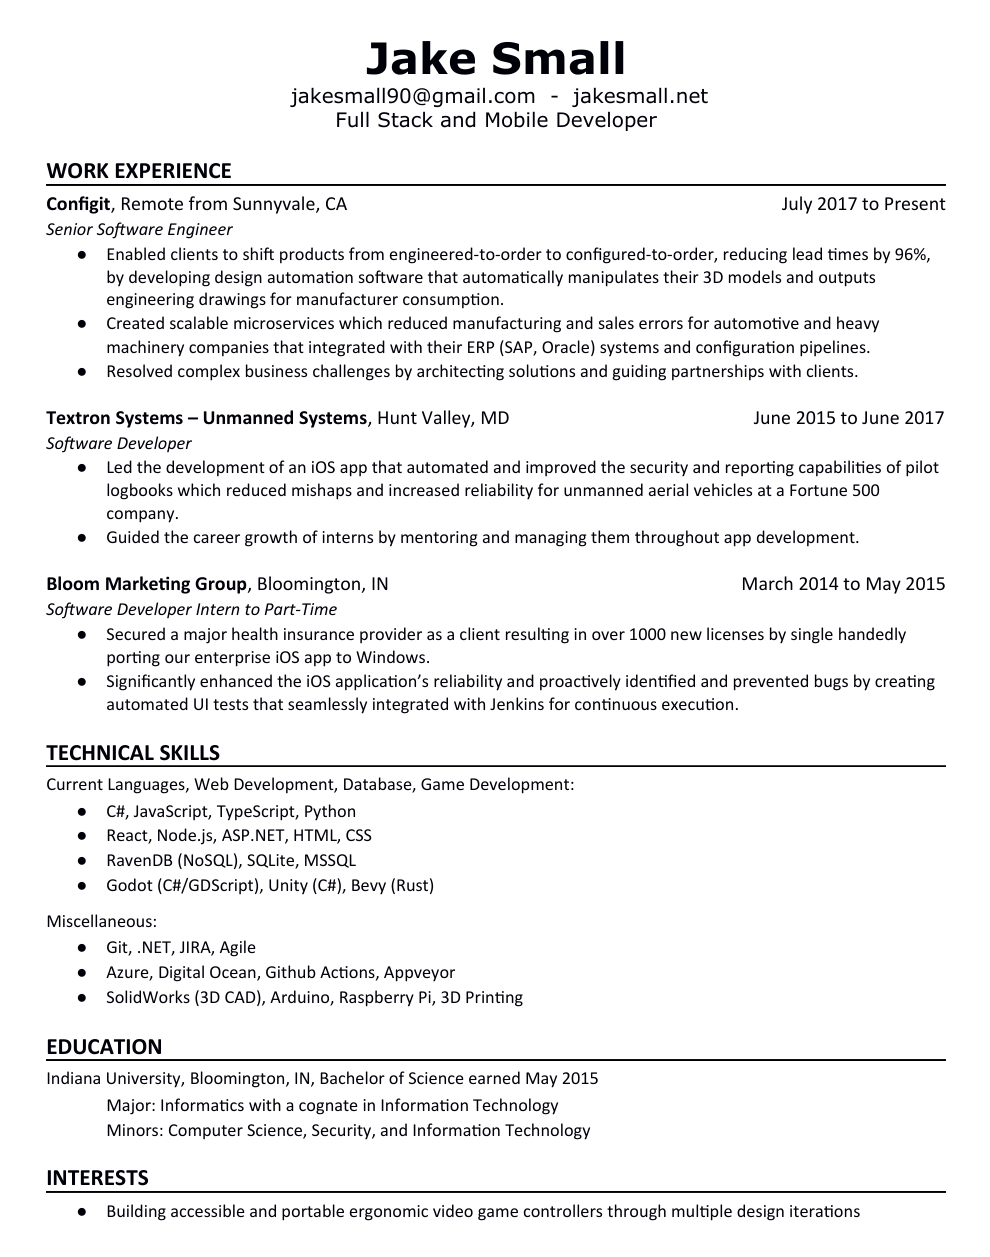 Jake Small
jakesmall90@gmail.com - jakesmall.net
Full Stack and Mobile Developer
WORK EXPERIENCE
Configit, Remote from Sunnyvale, CA July 2017 to Present
Senior Software Engineer
● Enabled clients to shift products from engineered-to-order to configured-to-order, reducing lead times by 96%,
by developing design automation software that automatically manipulates their 3D models and outputs
engineering drawings for manufacturer consumption.
● Created scalable microservices which reduced manufacturing and sales errors for automotive and heavy
machinery companies that integrated with their ERP (SAP, Oracle) systems and configuration pipelines.
● Resolved complex business challenges by architecting solutions and guiding partnerships with clients.
Textron Systems – Unmanned Systems, Hunt Valley, MD June 2015 to June 2017
Software Developer
● Led the development of an iOS app that automated and improved the security and reporting capabilities of pilot
logbooks which reduced mishaps and increased reliability for unmanned aerial vehicles at a Fortune 500
company.
● Guided the career growth of interns by mentoring and managing them throughout app development.
Bloom Marketing Group, Bloomington, IN March 2014 to May 2015
Software Developer Intern to Part-Time
● Secured a major health insurance provider as a client resulting in over 1000 new licenses by single handedly
porting our enterprise iOS app to Windows.
● Significantly enhanced the iOS application’s reliability and proactively identified and prevented bugs by creating
automated UI tests that seamlessly integrated with Jenkins for continuous execution.
TECHNICAL SKILLS
Current Languages, Web Development, Database, Game Development:
● C#, JavaScript, TypeScript, Python
● React, Node.js, ASP.NET, HTML, CSS
● RavenDB (NoSQL), SQLite, MSSQL
● Godot (C#/GDScript), Unity (C#), Bevy (Rust)
Miscellaneous:
● Git, .NET, JIRA, Agile
● Azure, Digital Ocean, Github Actions, Appveyor
● SolidWorks (3D CAD), Arduino, Raspberry Pi, 3D Printing
EDUCATION
Indiana University, Bloomington, IN, Bachelor of Science earned May 2015
Major: Informatics with a cognate in Information Technology
Minors: Computer Science, Security, and Information Technology
INTERESTS
● Building accessible and portable ergonomic video game controllers through multiple design iterations